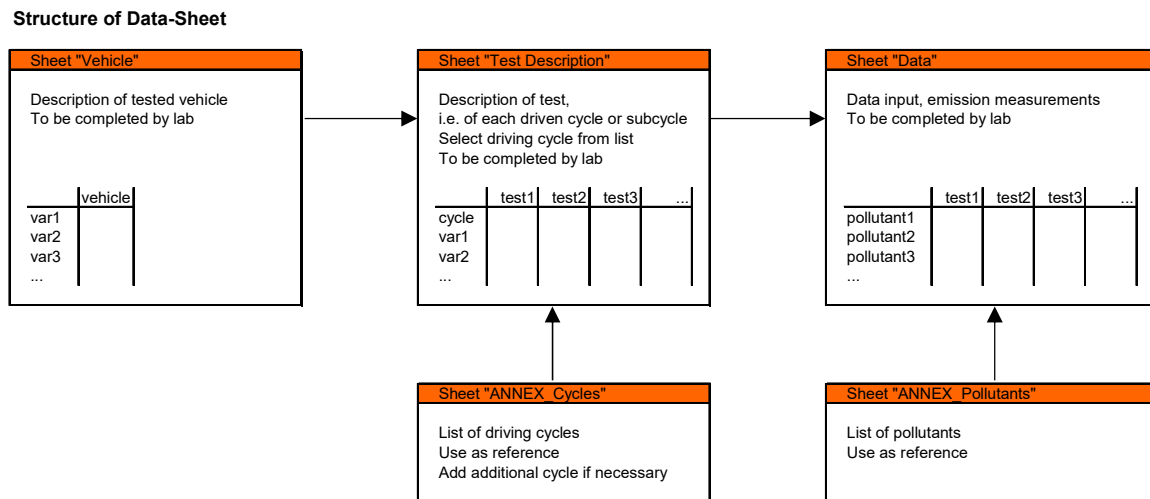 Structure of Data-Sheet
Sheet "Vehicle"
Description of tested vehicle
To be completed by lab
vehicle
var1
var2
var3
...
Sheet "Test Description"
Description of test,
i.e. of each driven cycle or subcycle
Select driving cycle from list
To be completed by lab
test1 test2 test3 ...
cycle
var1
var2
...
Sheet "Data"
Data input, emission measurements
To be completed by lab
test1 test2 test3 ...
pollutant1
pollutant2
pollutant3
...
Sheet "ANNEX_Cycles"
List of driving cycles
Use as reference
Add additional cycle if necessary
Sheet "ANNEX_Pollutants"
List of pollutants
Use as reference